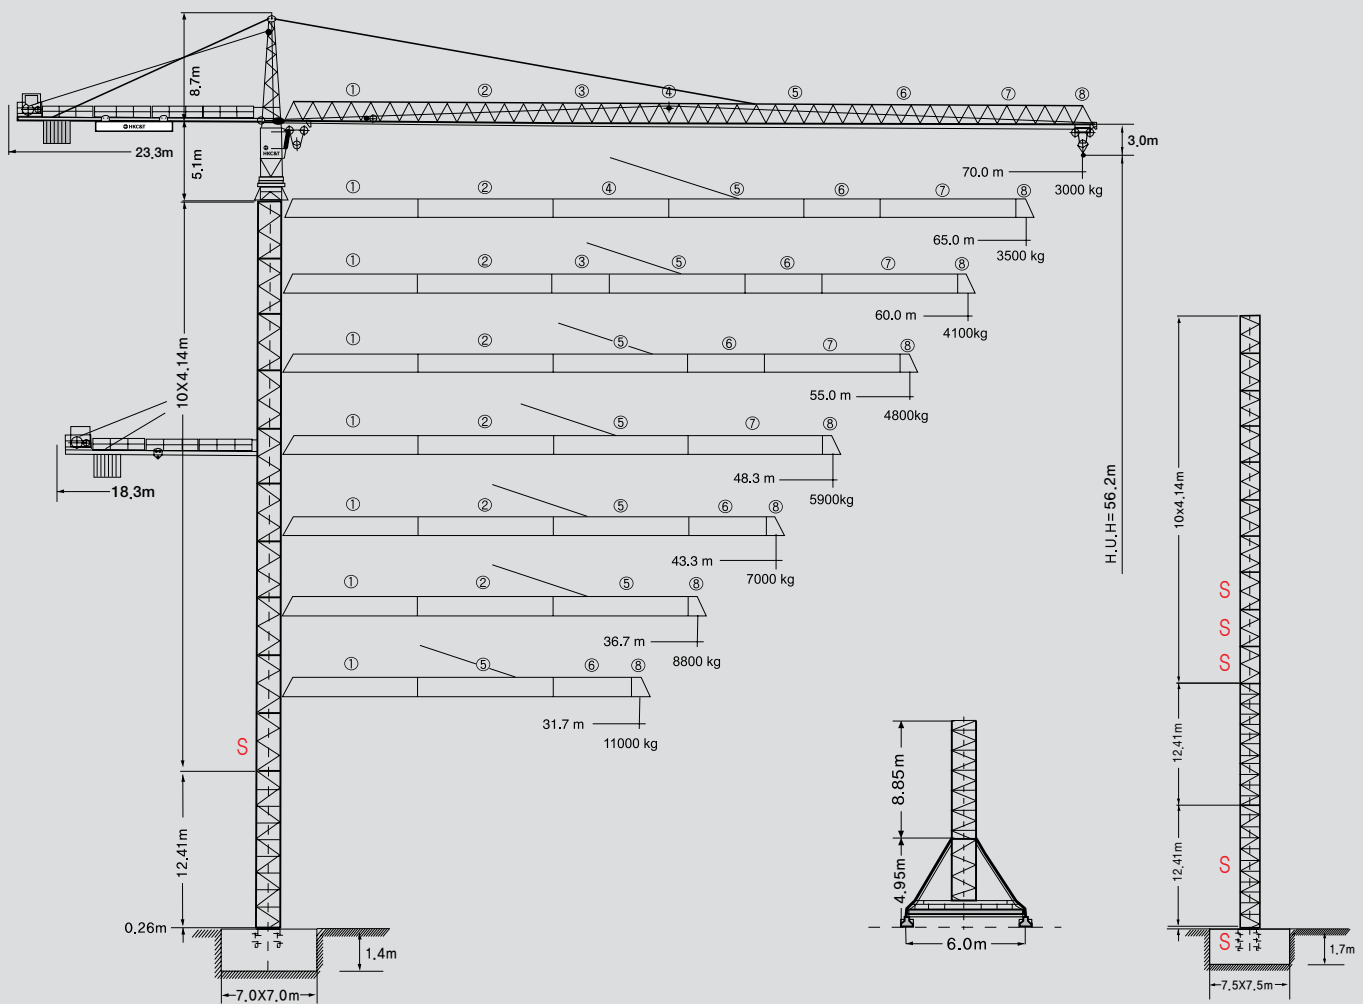 8.7m
① ② ③ ④ ⑤ ⑥ ⑦ ⑧
HKC&T
23.3m
5.1m
HKC&T
3.0m
70.0 m
3000 kg
① ② ④ ⑤ ⑥ ⑦ ⑧
65.0 m
3500 kg
① ② ③ ⑤ ⑥ ⑦ ⑧
60.0 m
4100kg
① ② ⑤ ⑥ ⑦ ⑧
55.0 m
4800kg
10X4.14m
① ② ⑤ ⑦ ⑧
48.3 m
5900kg
18.3m
① ② ⑤ ⑥ ⑧
43.3 m
7000 kg
H.U.H=56.2m
① ② ⑤ ⑧
36.7 m
8800 kg
① ⑤ ⑥ ⑧
31.7 m
11000 kg
S
12.41m
0.26m
1.4m
7.0X7.0m
8.85m
4.95m
6.0m
10x4.14m
S
S
S
12.41m
12.41m
S
S
1.7m
7.5X7.5m